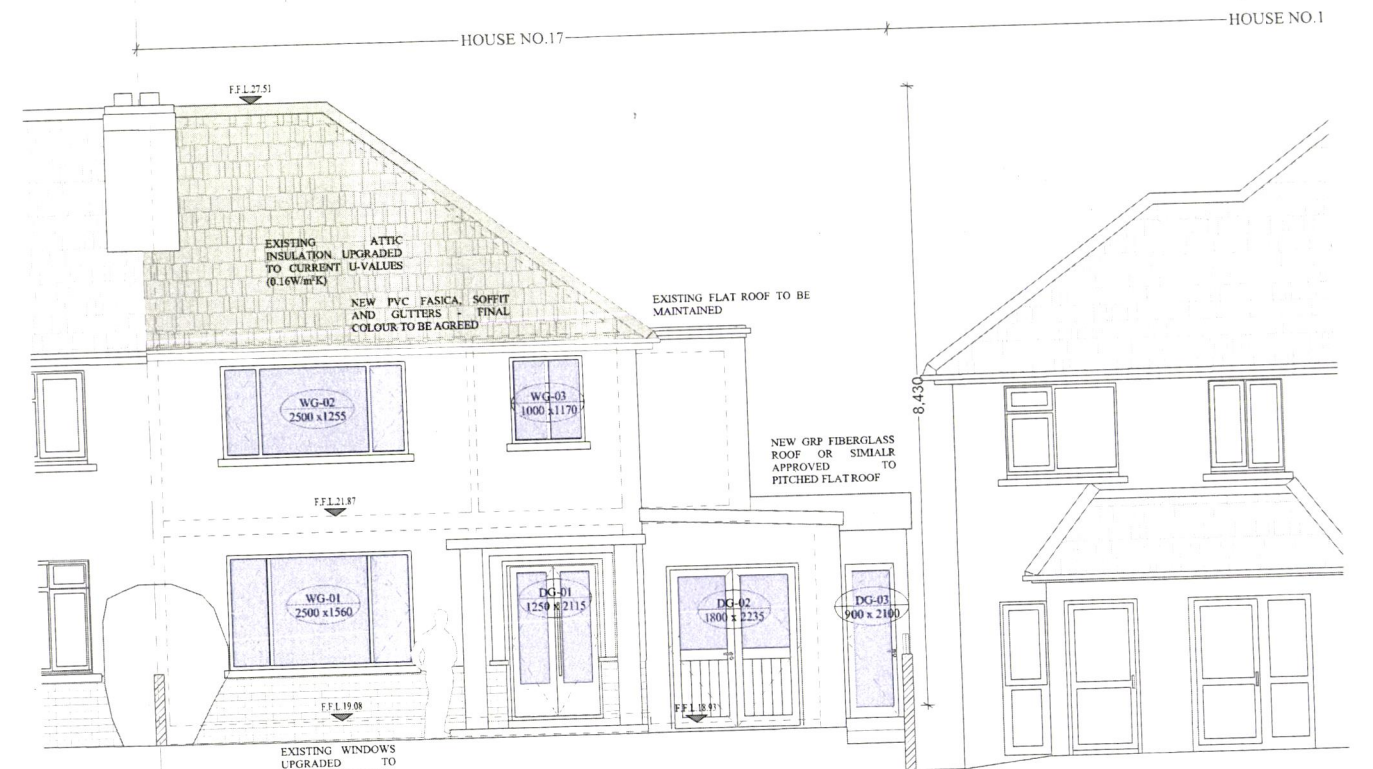 HOUSE NO.17
HOUSE NO.1
F.F.L.27.51
EXISTING ATTIC
INSULATION UPGRADED
TO CURRENT U-VALUES
(0.16W/m²K)
NEW PVC FASICA, SOFFIT
AND GUTTERS - FINAL
COLOUR TO BE AGREED
EXISTING FLAT ROOF TO BE
MAINTAINED
WG-02
2500 x1255
WG-03
1000 x1170
8,430
NEW GRP FIBERGLASS
ROOF OR SIMIALR
APPROVED TO
PITCHED FLAT ROOF
F.F.L.21.87
WG-01
2500 x1560
DG-01
1250 x 2115
DG-02
1800 x 2235
DG-03
900 x 2100
F.F.L.19.08
F.F.L.18.93
EXISTING WINDOWS
UPGRADED TO